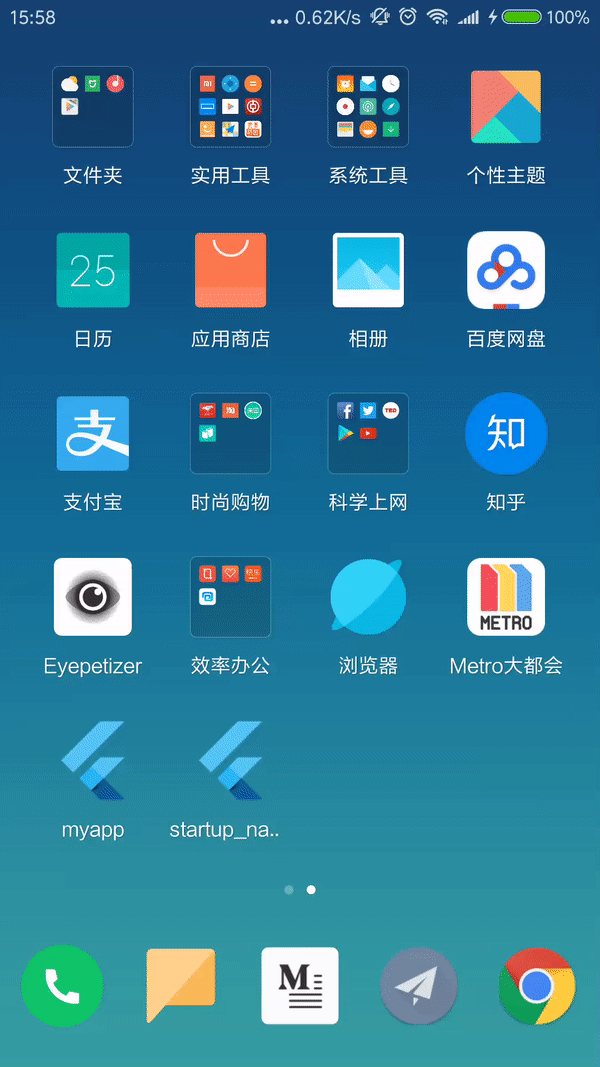 15:58
... 0.62K/s
100%
文件夹
实用工具
系统工具
个性主题
25
日历
应用商店
相册
百度网盘
支
支付宝
时尚购物
TED
科学上网
知
知乎
Eyepetizer
效率办公
浏览器
METRO
Metro大都会
myapp
startup_na..
M